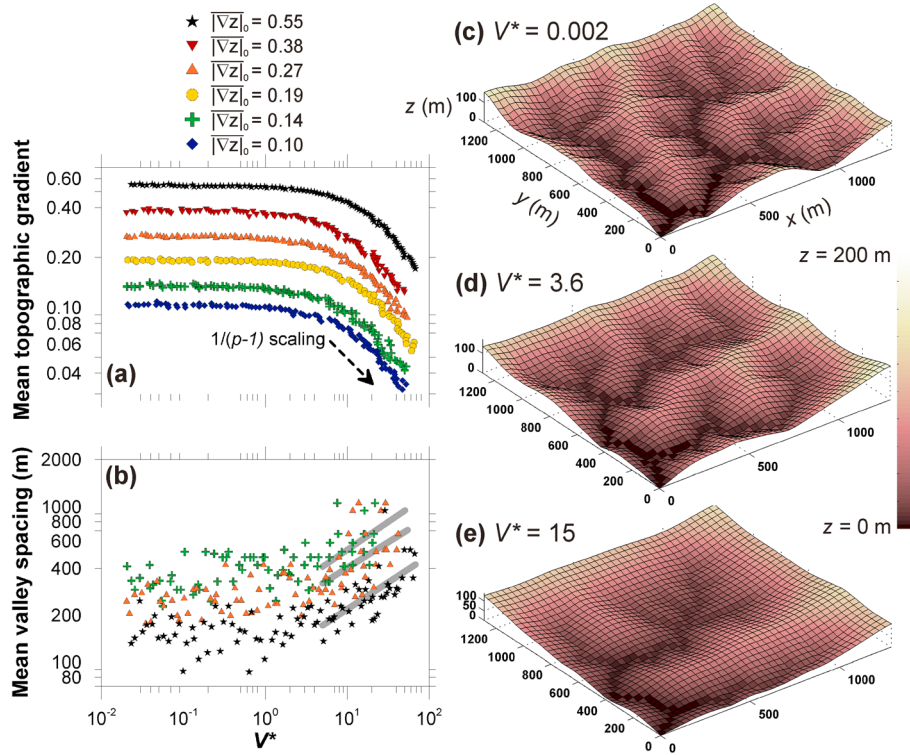 ★ |∇z|₀ = 0.55
▼ |∇z|₀ = 0.38
▲ |∇z|₀ = 0.27
● |∇z|₀ = 0.19
+ |∇z|₀ = 0.14
◆ |∇z|₀ = 0.10
Mean topographic gradient
0.60
0.40
0.20
0.10
0.08
0.06
0.04
1/(p-1) scaling
(a)
Mean valley spacing (m)
(b)
2000
1000
800
600
400
200
100
80
10⁻²
10⁻¹
10⁰
10¹
10²
V*
(c) V* = 0.002
z (m)
100
0
1200
1000
800
600
400
200
0
y (m)
0
500
1000
x (m)
z = 200 m
(d) V* = 3.6
100
0
1200
1000
800
600
400
200
0
0
500
1000
z = 0 m
(e) V* = 15
100
50
0
1200
1000
800
600
400
200
0
0
500
1000